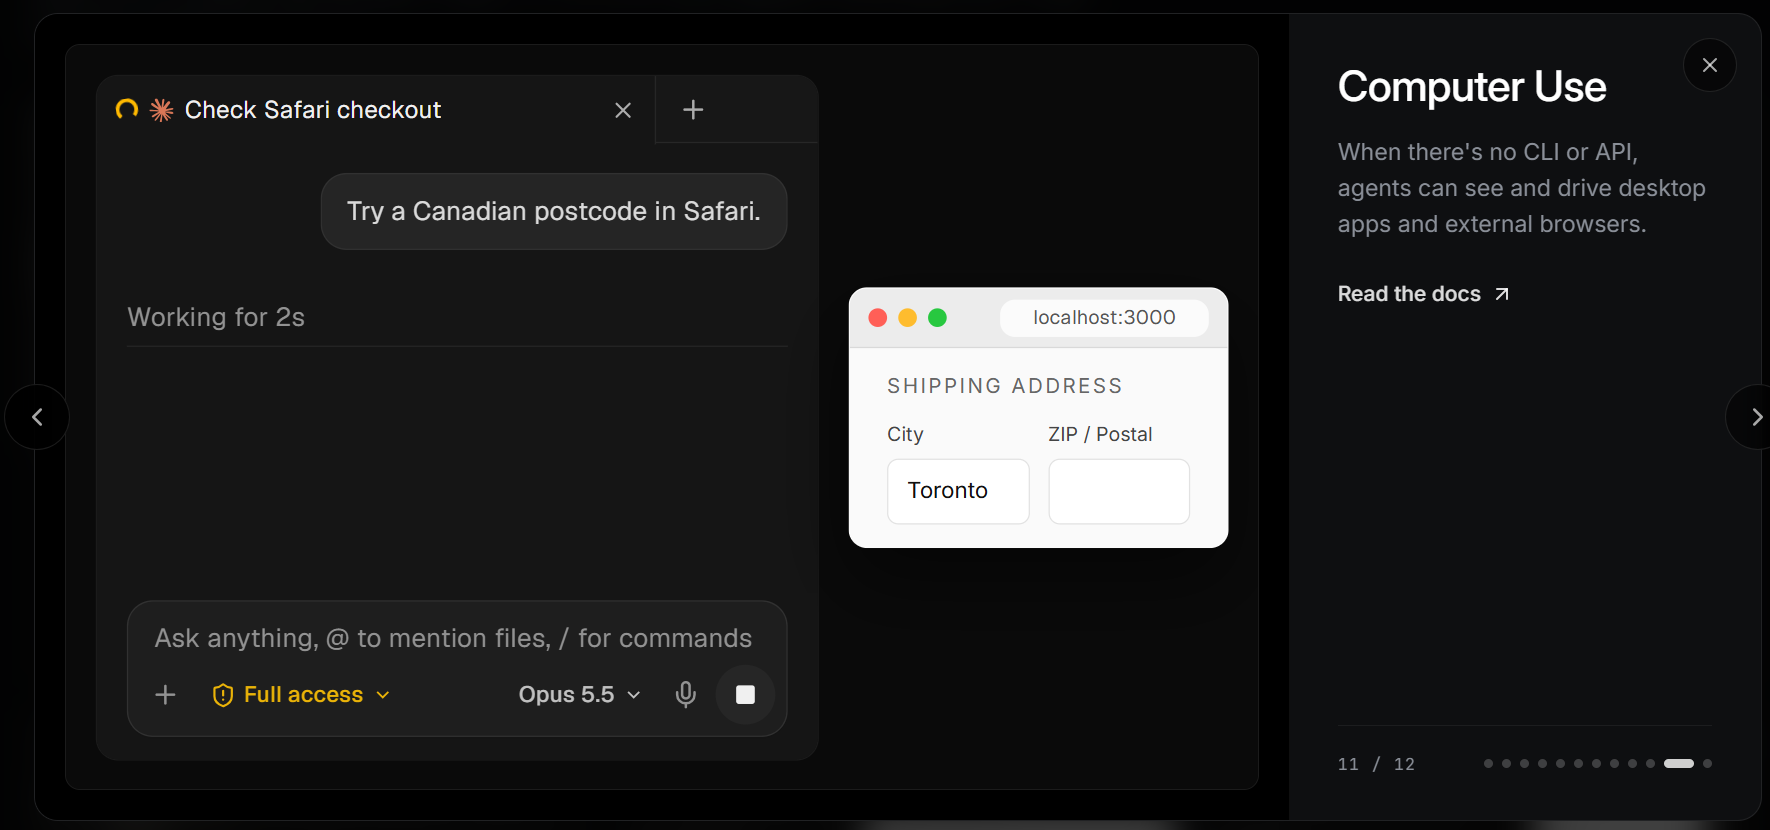 Check Safari checkout
Try a Canadian postcode in Safari.
Working for 2s
Ask anything, @ to mention files, / for commands
Full access
Opus 5.5
localhost:3000
SHIPPING ADDRESS
City
ZIP / Postal
Toronto
Computer Use
When there's no CLI or API,
agents can see and drive desktop
apps and external browsers.
Read the docs
11 / 12